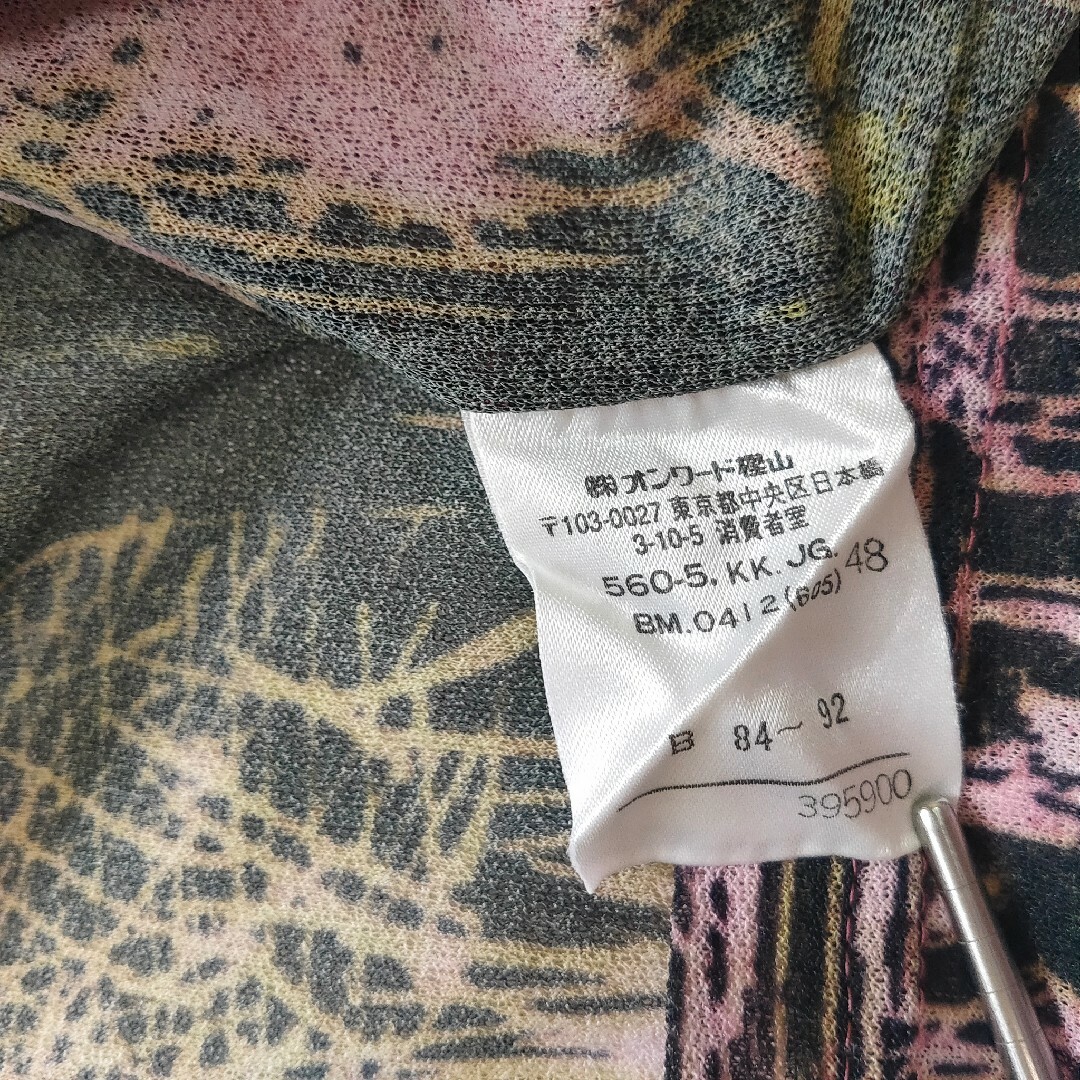 ㈱オンワード樫山
〒103-0027 東京都中央区日本橋
3-10-5 消費者室
560-5. KK. JG. 48
BM.0412(605)
B 84～92
395900